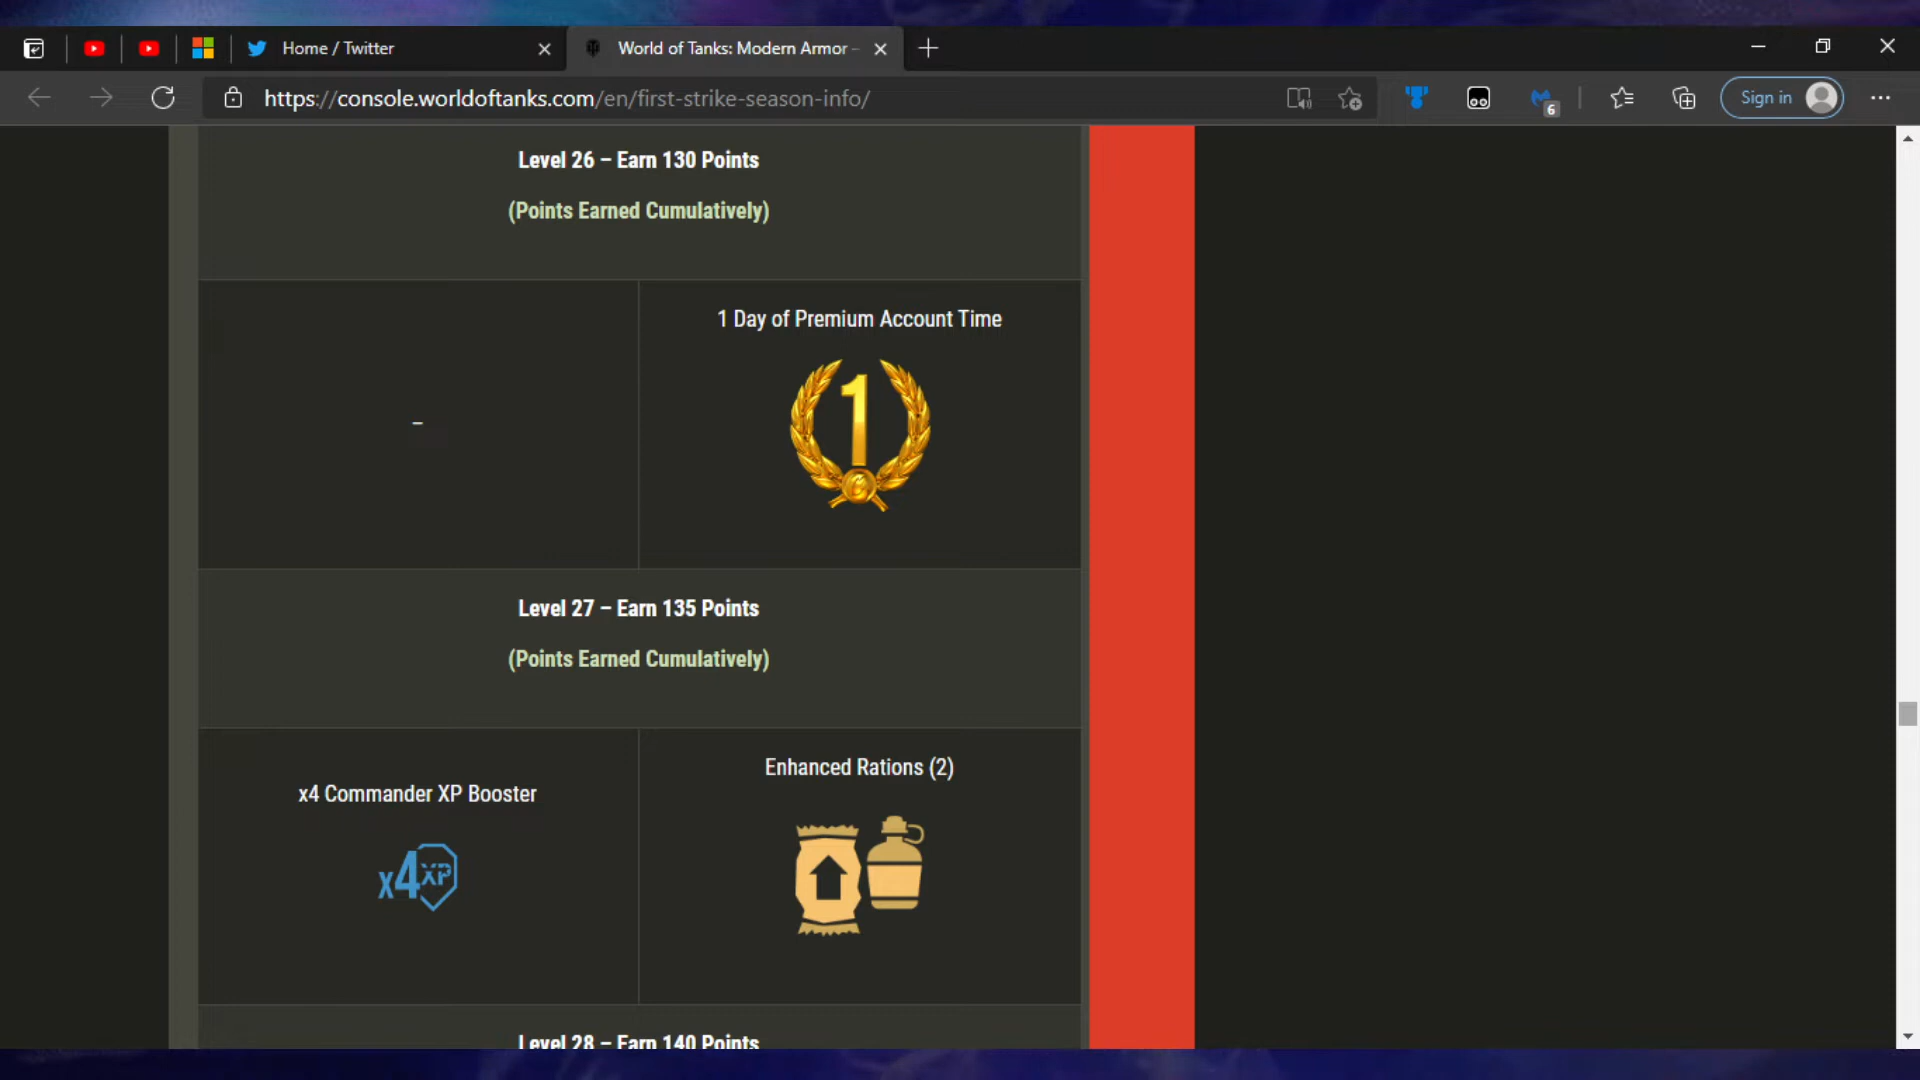 Home / Twitter
World of Tanks: Modern Armor –
https://console.worldoftanks.com/en/first-strike-season-info/
6
Sign in
Level 26 – Earn 130 Points
(Points Earned Cumulatively)
–
1 Day of Premium Account Time
1
Level 27 – Earn 135 Points
(Points Earned Cumulatively)
x4 Commander XP Booster
x4 XP
Enhanced Rations (2)
Level 28 – Earn 140 Points